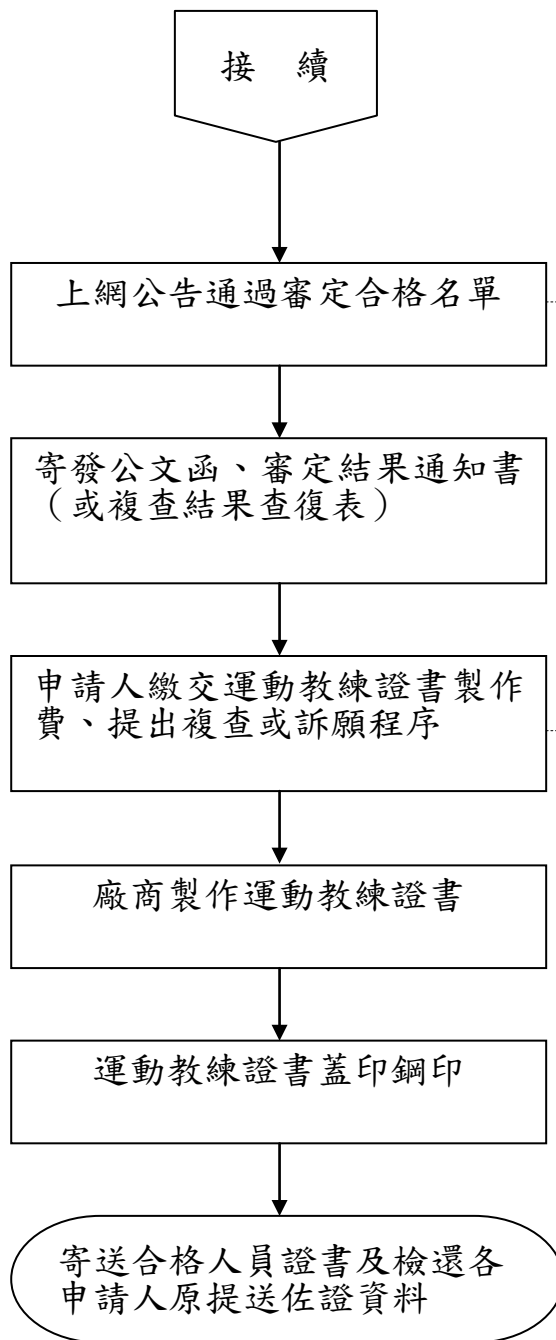 接 續
上網公告通過審定合格名單
寄發公文函、審定結果通知書
（或複查結果查復表）
申請人繳交運動教練證書製作
費、提出複查或訴願程序
廠商製作運動教練證書
運動教練證書蓋印鋼印
寄送合格人員證書及檢還各
申請人原提送佐證資料